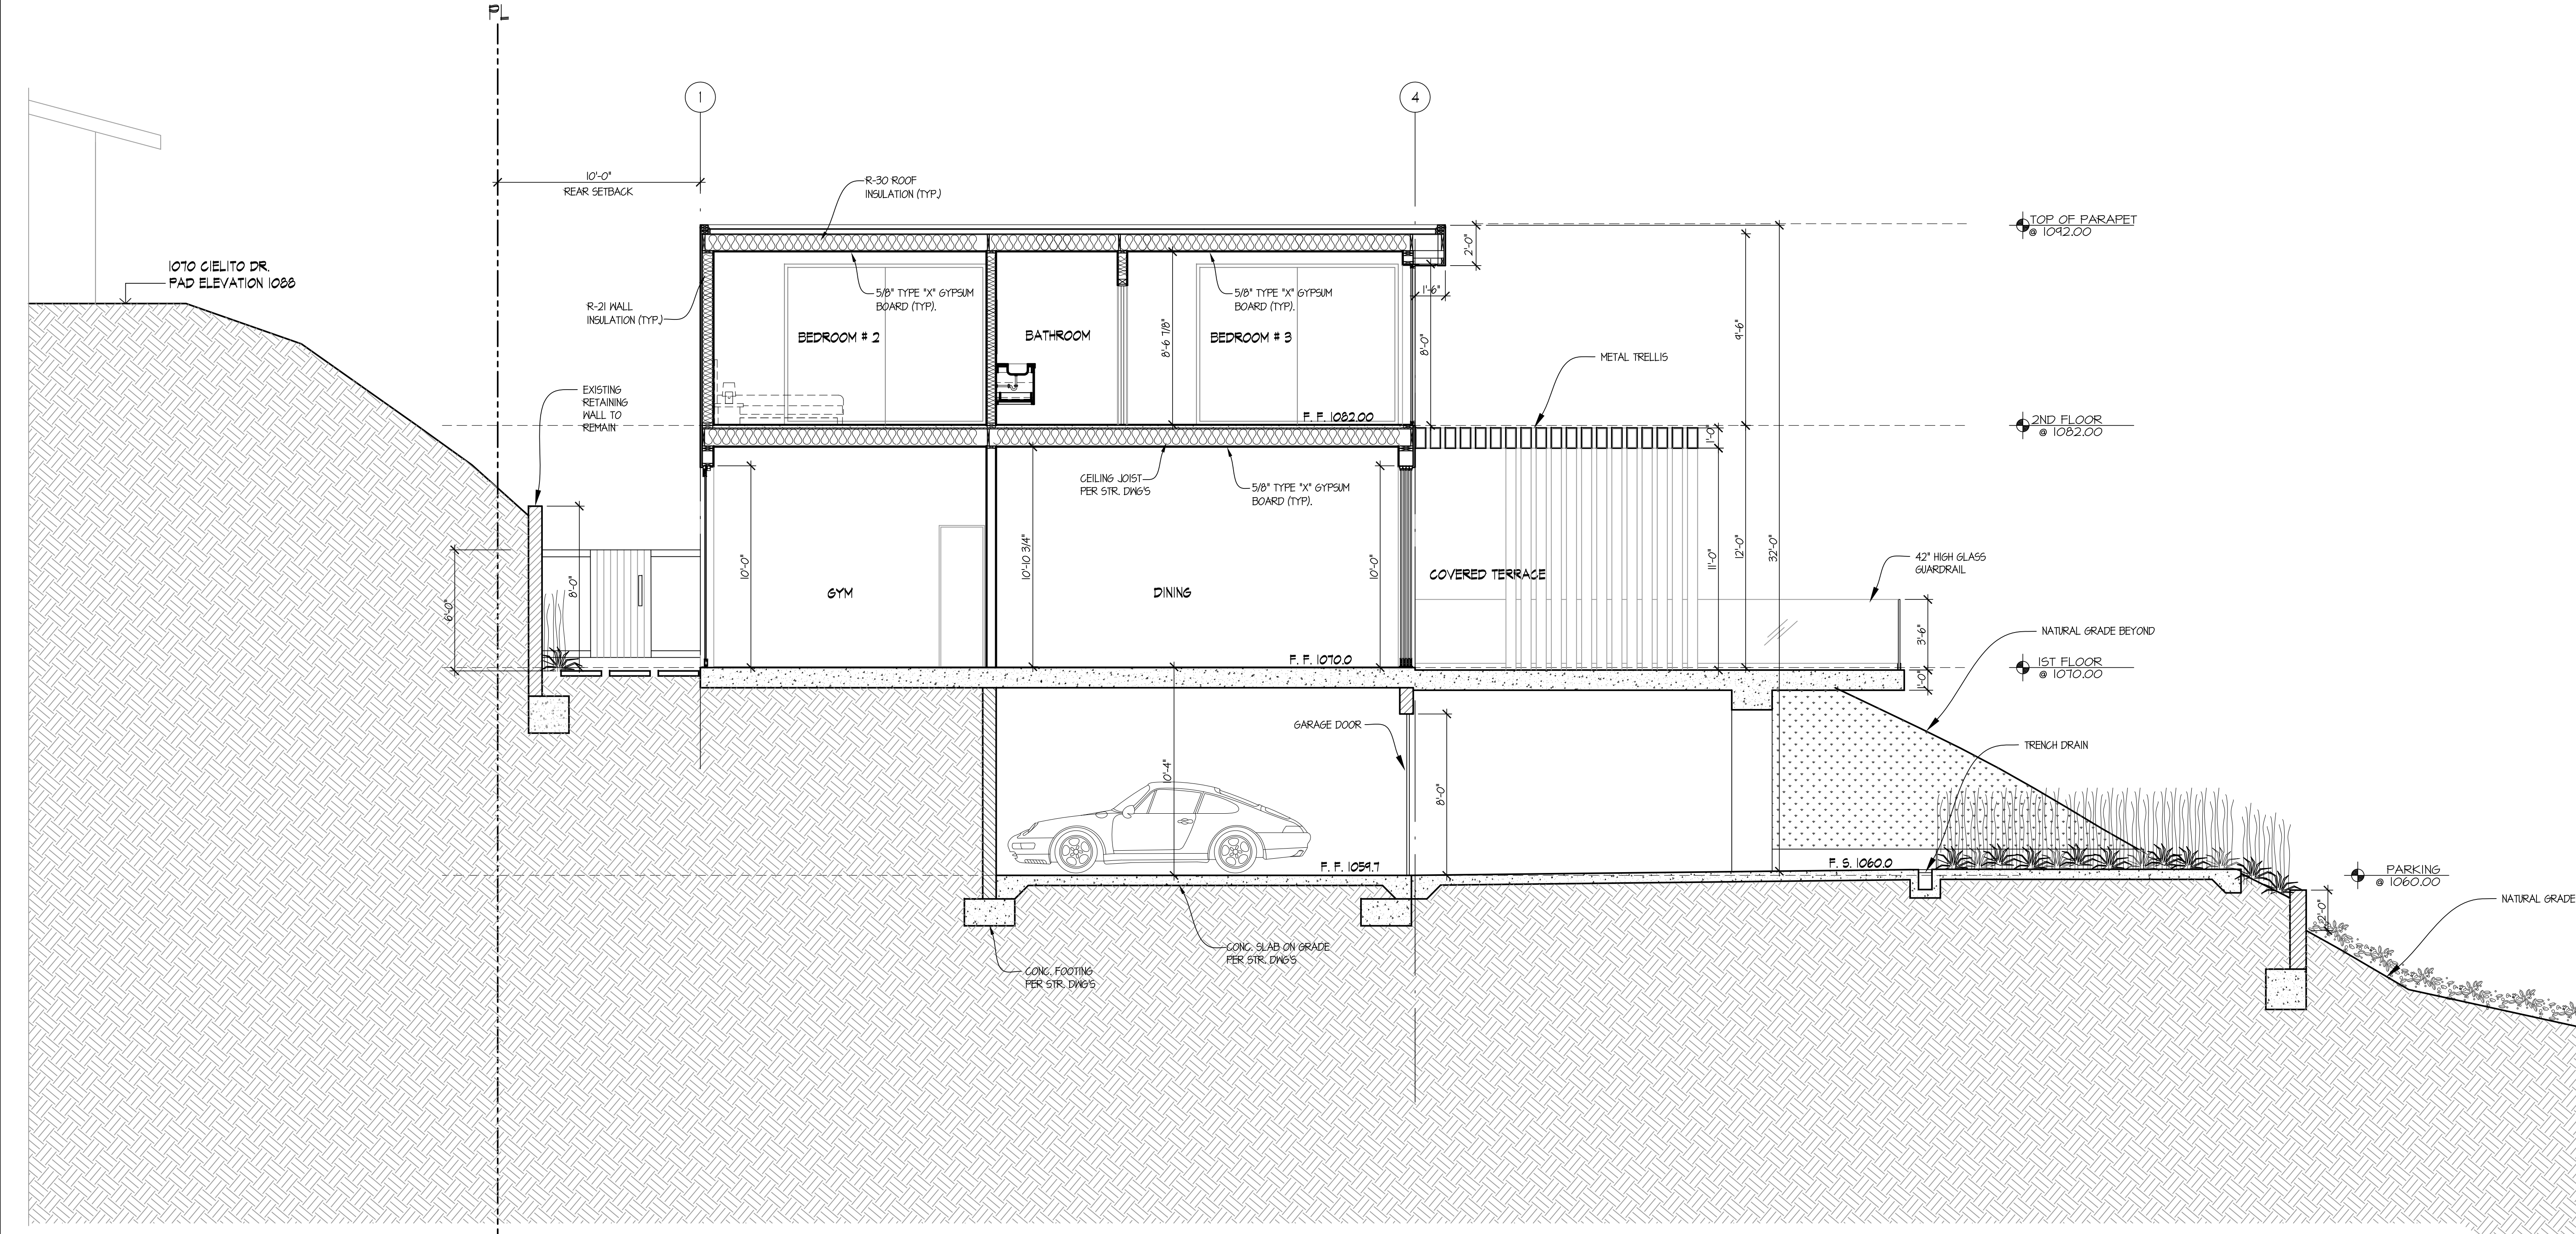 PL
1
4
10'-0"
REAR SETBACK
R-30 ROOF
INSULATION (TYP.)
TOP OF PARAPET
@ 1092.00
2'-0"
1070 CIELITO DR.
PAD ELEVATION 1088
R-21 WALL
INSULATION (TYP.)
5/8" TYPE "X" GYPSUM
BOARD (TYP).
5/8" TYPE "X" GYPSUM
BOARD (TYP).
1'-6"
BEDROOM # 2
BATHROOM
8'-6 7/8"
BEDROOM # 3
8'-0"
9'-6"
METAL TRELLIS
EXISTING
RETAINING
WALL TO
REMAIN
F. F. 1082.00
2ND FLOOR
@ 1082.00
1'-0"
CEILING JOIST
PER STR. DWG'S
5/8" TYPE "X" GYPSUM
BOARD (TYP).
6'-0"
8'-0"
10'-0"
GYM
10'-10 3/4"
DINING
10'-0"
COVERED TERRACE
11'-0"
12'-0"
32'-0"
42" HIGH GLASS
GUARDRAIL
3'-6"
NATURAL GRADE BEYOND
F. F. 1070.0
1ST FLOOR
@ 1070.00
1'-0"
GARAGE DOOR
TRENCH DRAIN
10'-4"
8'-0"
F. F. 1059.7
F. S. 1060.0
PARKING
@ 1060.00
2'-0"
NATURAL GRADE
CONC. SLAB ON GRADE
PER STR. DWG'S
CONC. FOOTING
PER STR. DWG'S